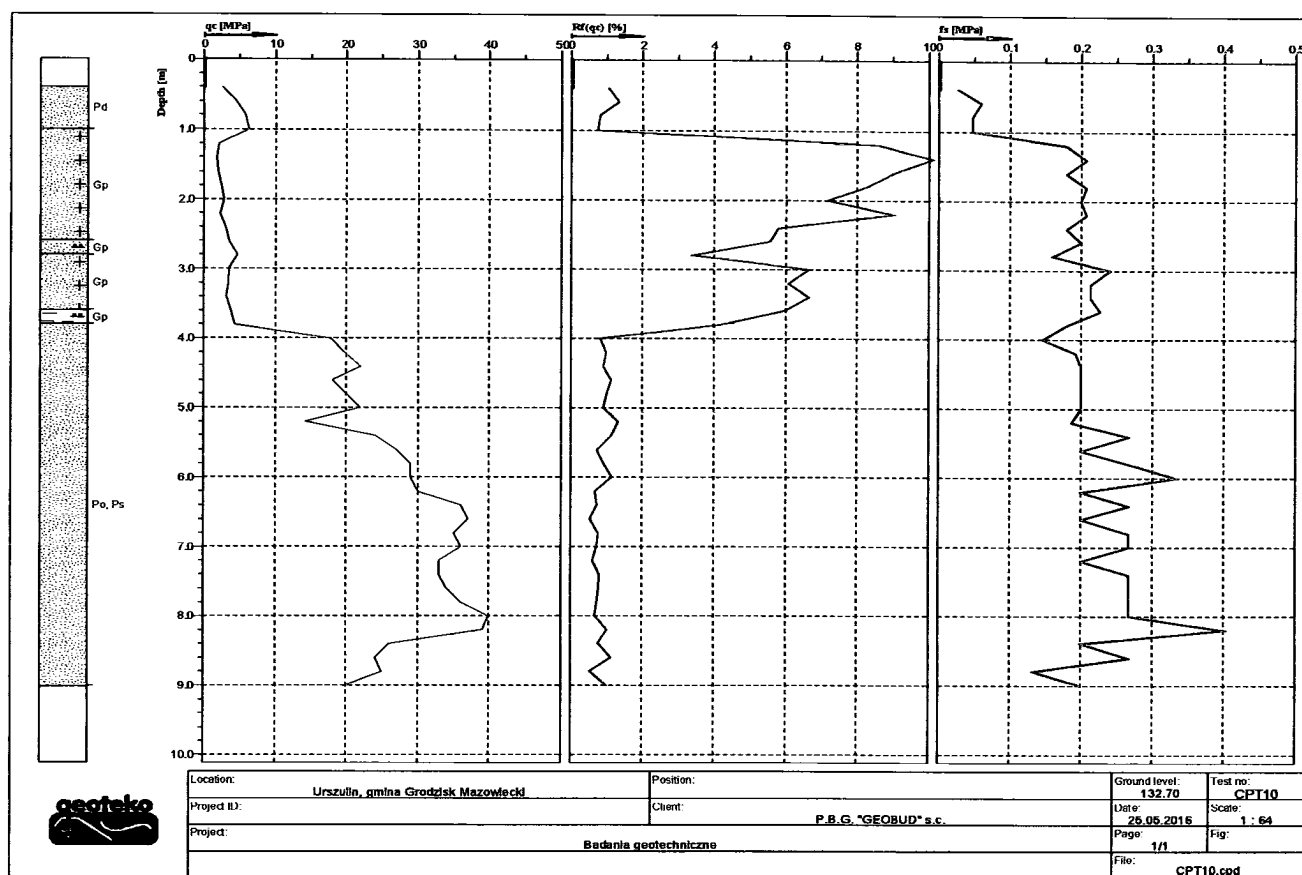 qc [MPa]
0 10 20 30 40 50
Rf(qc) [%]
0 2 4 6 8 10
fs [MPa]
0 0.1 0.2 0.3 0.4 0.5
Depth [m]
0
1.0
2.0
3.0
4.0
5.0
6.0
7.0
8.0
9.0
10.0
Pd
Gp
Gp
Gp
Gp
Po, Ps
geoteko
Location:
Urszulin, gmina Grodzisk Mazowiecki
Position:
Ground level:
132.70
Test no:
CPT10
Project ID:
Client:
P.B.G. "GEOBUD" s.c.
Date:
25.05.2016
Scale:
1 : 64
Project:
Badania geotechniczne
Page:
1/1
Fig:
File:
CPT10.cpd